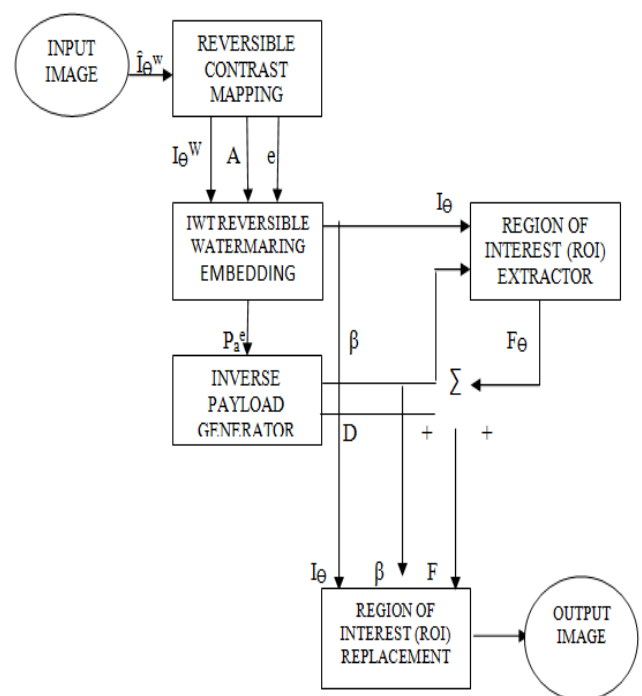 INPUT
IMAGE
Îθʷ
REVERSIBLE
CONTRAST
MAPPING
Iθᵂ A e
IWT REVERSIBLE
WATERMARING
EMBEDDING
Iθ
REGION OF
INTEREST (ROI)
EXTRACTOR
Pₐᵉ
β
Fθ
INVERSE
PAYLOAD
GENERATOR
∑
D + +
Iθ β F
REGION OF
INTEREST (ROI)
REPLACEMENT
OUTPUT
IMAGE